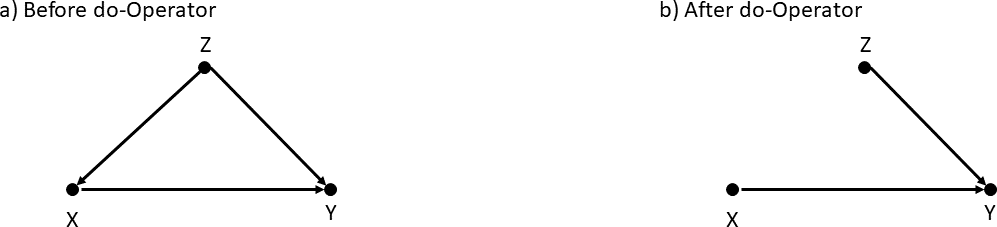 a) Before do-Operator
Z
X
Y
b) After do-Operator
Z
X
Y